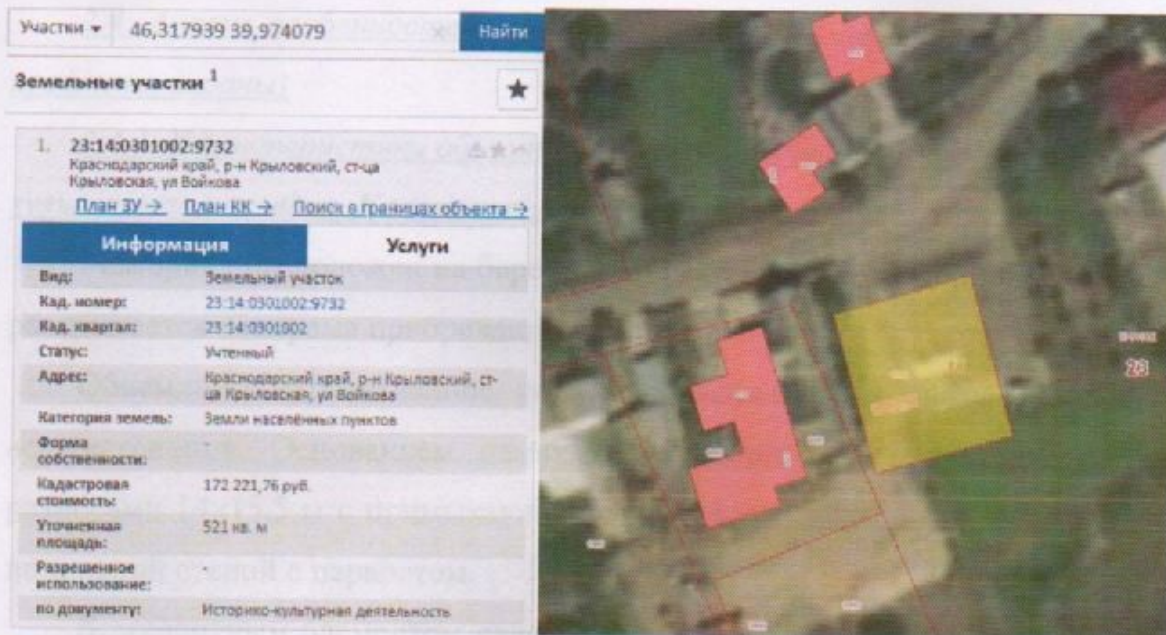 Участки 46,317939 39,974079 × Найти
Земельные участки 1
1. 23:14:0301002:9732
Краснодарский край, р-н Крыловский, ст-ца
Крыловская, ул Войкова
План ЗУ → План КК → Поиск в границах объекта →
Информация Услуги
Вид: Земельный участок
Кад. номер: 23:14:0301002:9732
Кад. квартал: 23:14:0301002
Статус: Учтенный
Адрес: Краснодарский край, р-н Крыловский, ст-
ца Крыловская, ул Войкова
Категория земель: Земли населённых пунктов
Форма
собственности: -
Кадастровая
стоимость: 172 221,76 руб.
Уточненная
площадь: 521 кв. м
Разрешенное
использование:
по документу: Историко-культурная деятельность
23